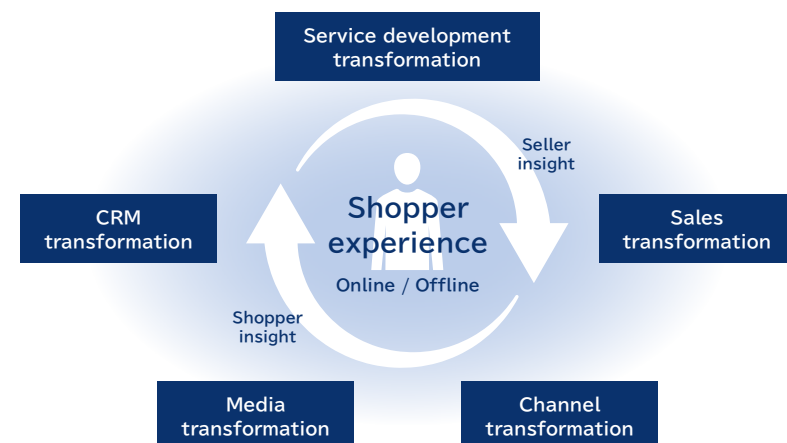 Service development
transformation
Seller
insight
CRM
transformation
Shopper
experience
Online / Offline
Sales
transformation
Shopper
insight
Media
transformation
Channel
transformation